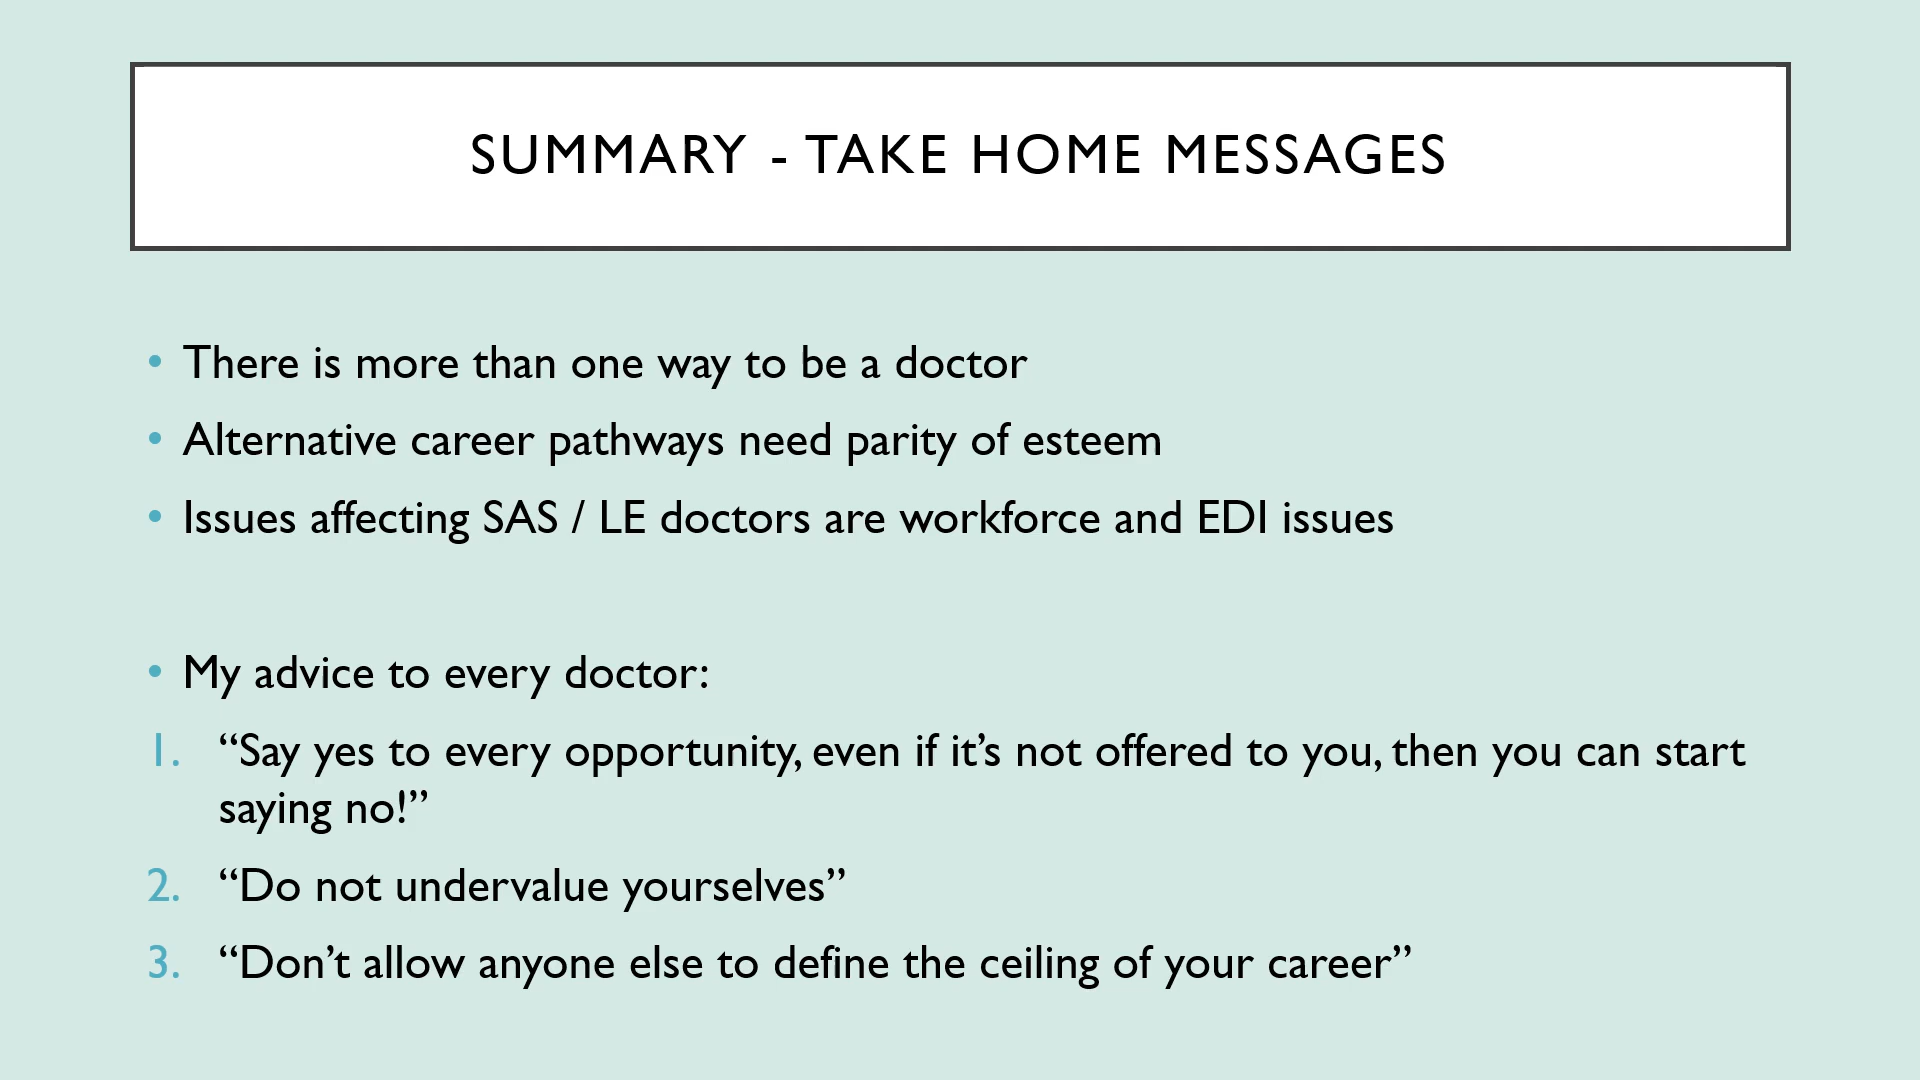 SUMMARY - TAKE HOME MESSAGES
• There is more than one way to be a doctor
• Alternative career pathways need parity of esteem
• Issues affecting SAS / LE doctors are workforce and EDI issues
• My advice to every doctor:
1. “Say yes to every opportunity, even if it’s not offered to you, then you can start
saying no!”
2. “Do not undervalue yourselves”
3. “Don’t allow anyone else to define the ceiling of your career”